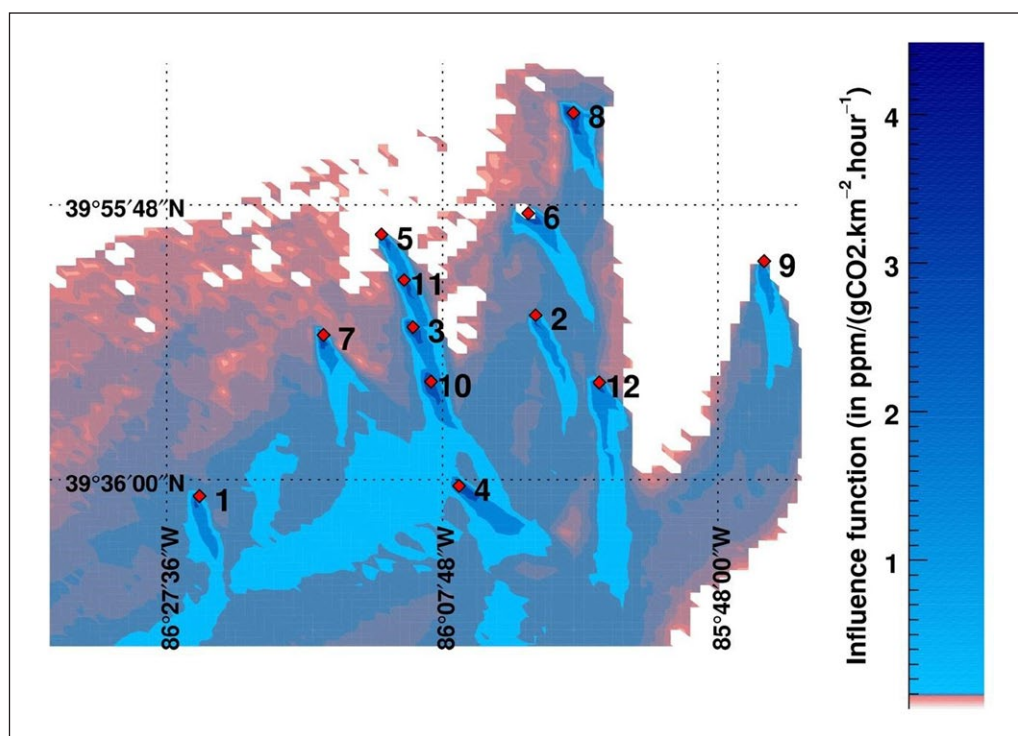 8
4
39°55′48″N
6
5
9
3
11
2
3
7
10
12
2
39°36′00″N
4
1
1
86°27′36″W
86°07′48″W
85°48′00″W
Influence function (in ppm/(gCO2.km⁻².hour⁻¹)